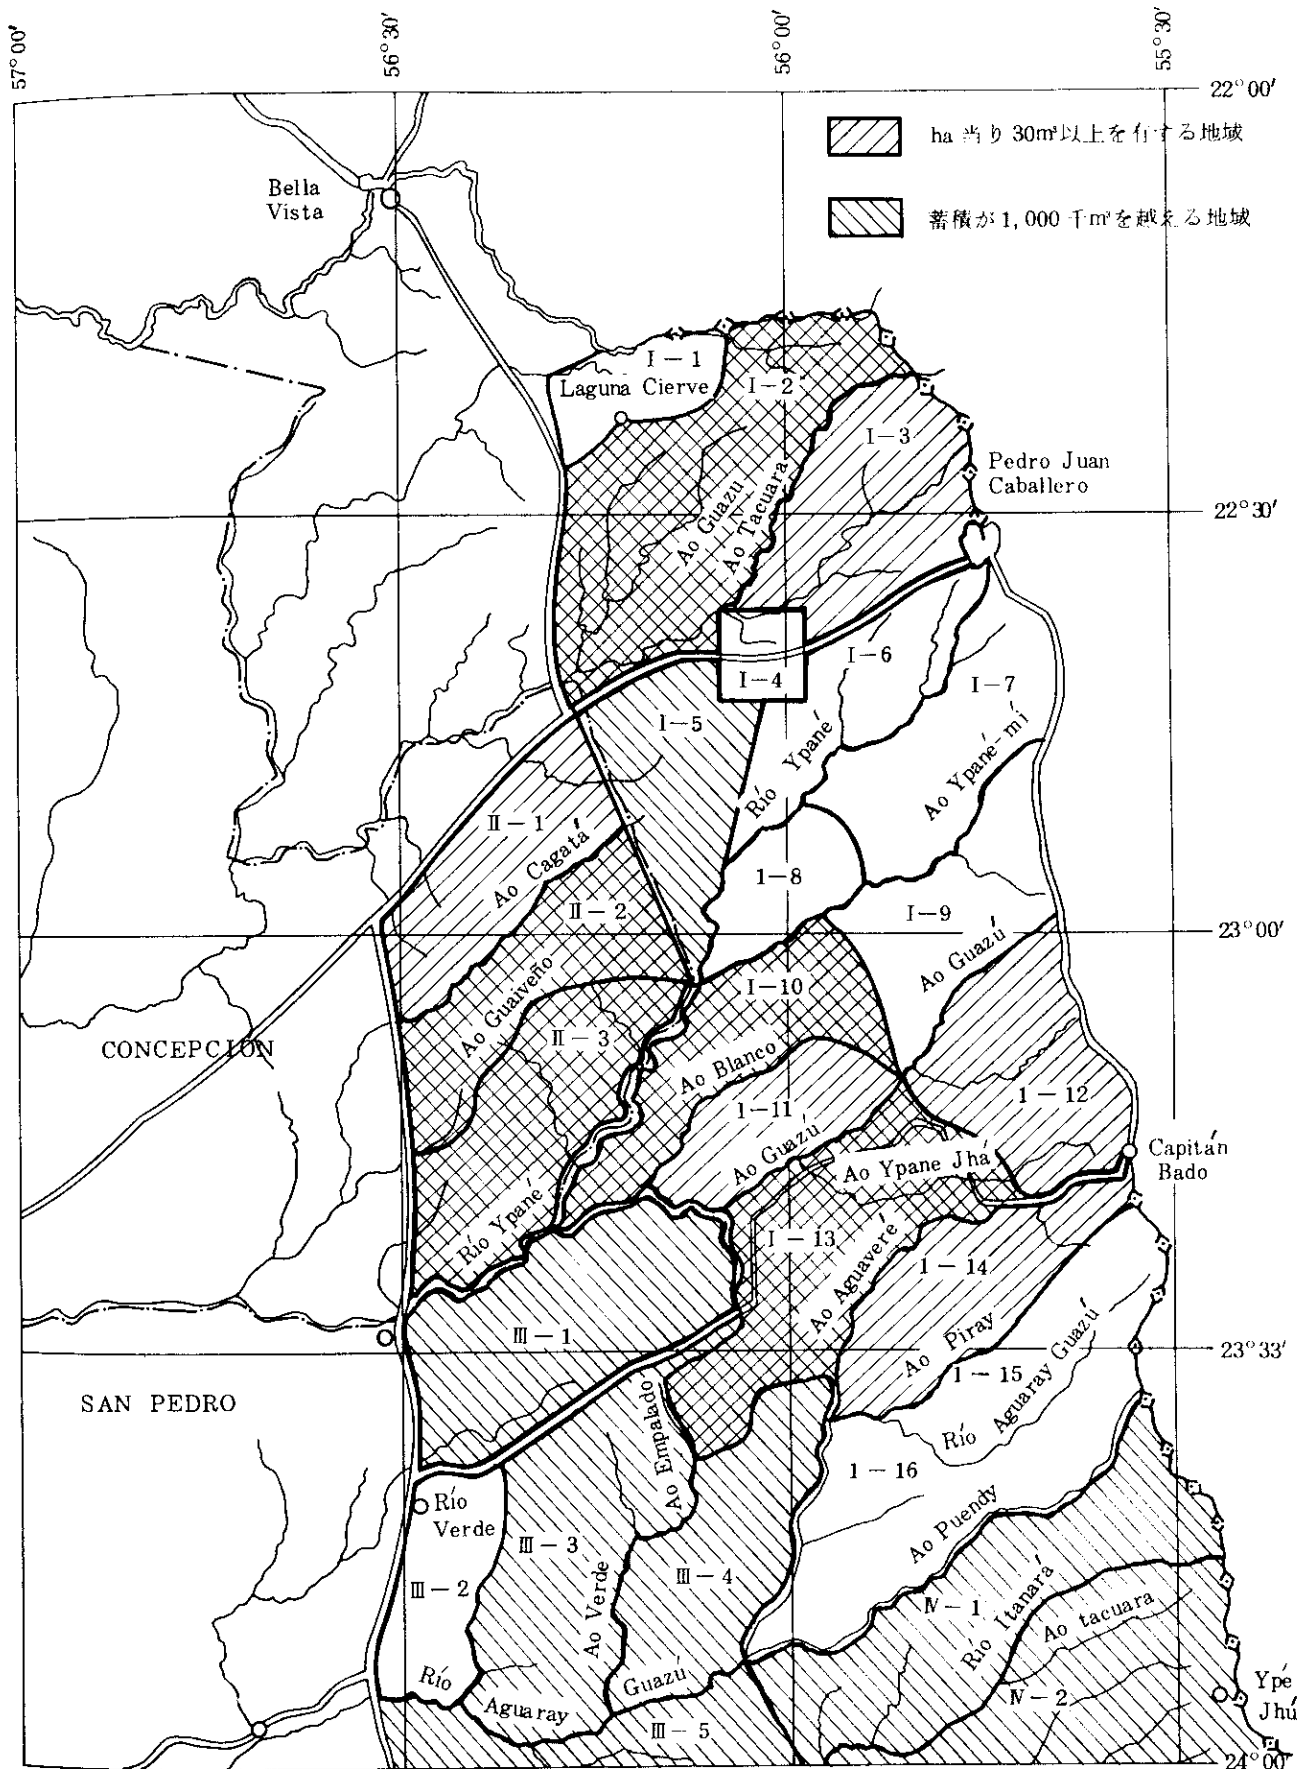 57°00′
56°30′
56°00′
55°30′
22°00′
ha 当り 30㎥以上を有する地域
蓄積が 1,000 千㎥を越える地域
Bella
Vista
I-1
Laguna Cierve
I-2
I-3
Pedro Juan
Caballero
Ao Guazu
Ao Tacuara
22°30′
I-4
I-6
I-7
I-5
Río Ypané
Ao Ypané-mí
II-1
Ao Cagatá
1-8
II-2
I-9
23°00′
Ao Guazú
Ao Guaiveño
I-10
CONCEPCIÓN
II-3
Ao Blanco
1-11
1-12
Ao Guazú
Ao Ypane Jhá
Capitán
Bado
Río Ypané
I-13
Ao Aguaveré
1-14
III-1
Ao Piray
23°33′
1-15
Río Aguaray Guazú
SAN PEDRO
Ao Empalado
1-16
Río
Verde
Ao Puendy
III-3
III-2
Ao Verde
III-4
IV-1
Río Itanará
Ao tacuara
Río
Aguaray
Guazú
IV-2
Ypé
Jhú
III-5
24°00′